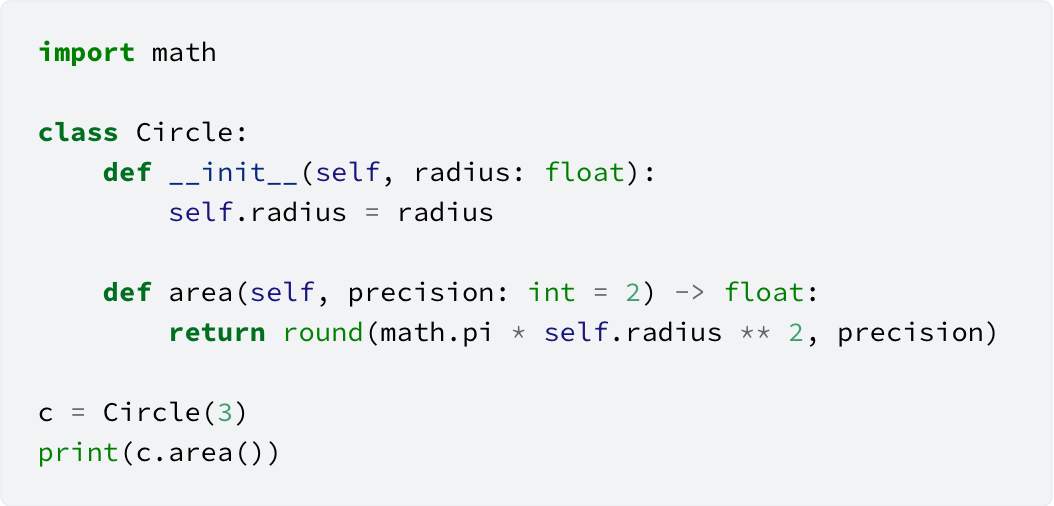 import math

class Circle:
    def __init__(self, radius: float):
        self.radius = radius

    def area(self, precision: int = 2) -> float:
        return round(math.pi * self.radius ** 2, precision)

c = Circle(3)
print(c.area())